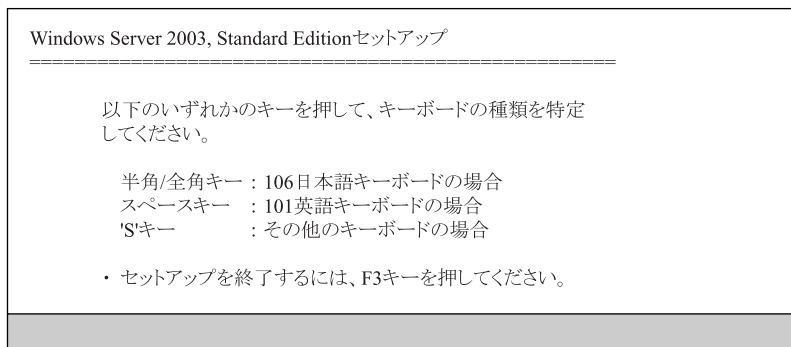 Windows Server 2003, Standard Editionセットアップ
====================================================
以下のいずれかのキーを押して、キーボードの種類を特定
してください。
半角/全角キー : 106日本語キーボードの場合
スペースキー : 101英語キーボードの場合
'S'キー : その他のキーボードの場合
・ セットアップを終了するには、F3キーを押してください。